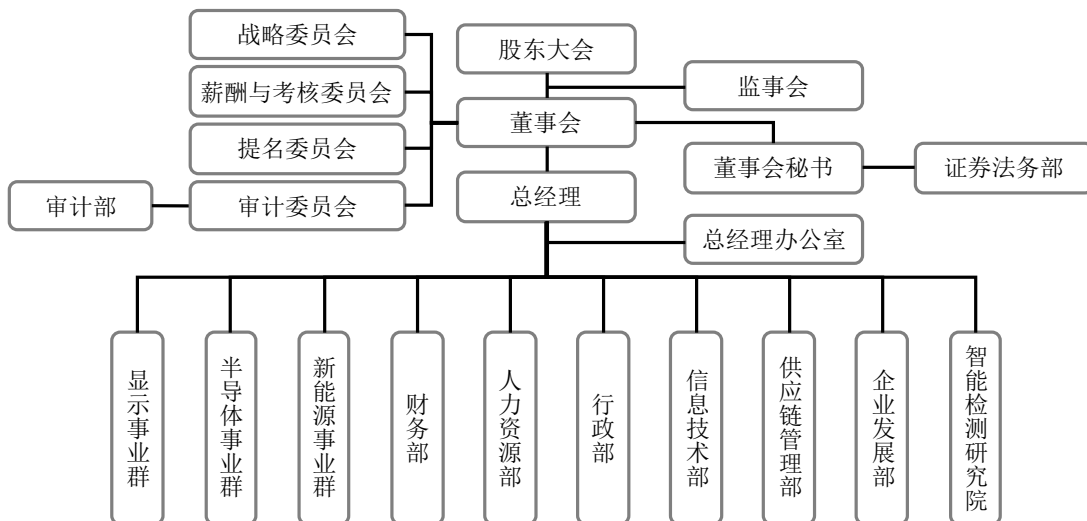 战略委员会
股东大会
薪酬与考核委员会
监事会
董事会
提名委员会
董事会秘书
证券法务部
审计部
审计委员会
总经理
总经理办公室
显示事业群
半导体事业群
新能源事业群
财务部
人力资源部
行政部
信息技术部
供应链管理部
企业发展部
智能检测研究院